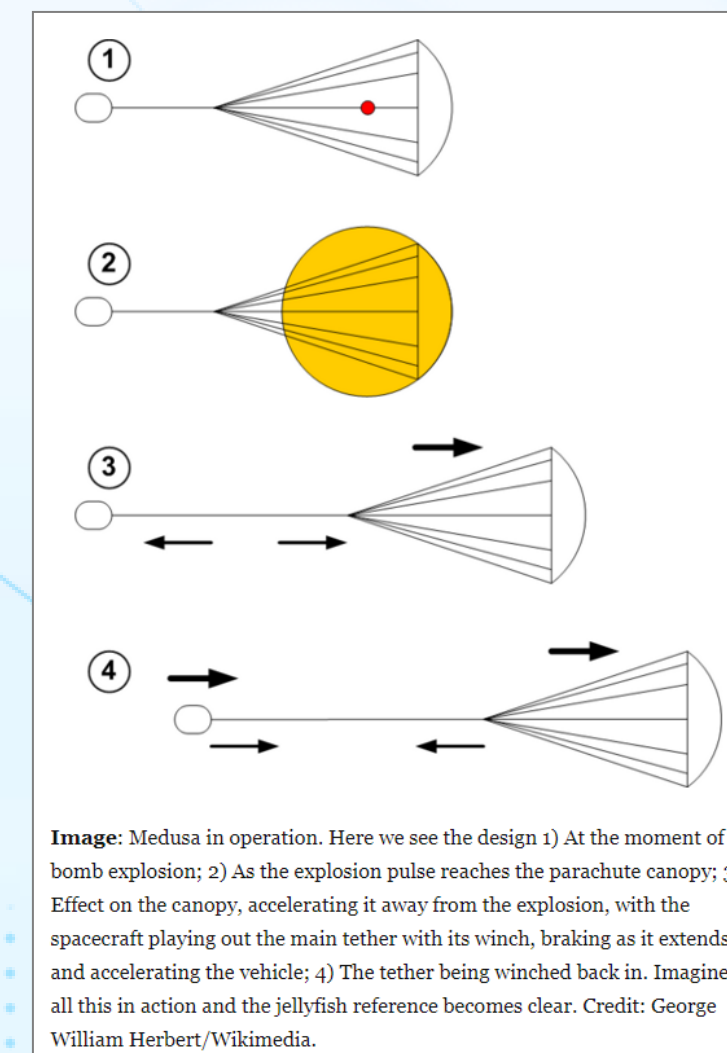 1
2
3
4
Image: Medusa in operation. Here we see the design 1) At the moment of
bomb explosion; 2) As the explosion pulse reaches the parachute canopy; 3
Effect on the canopy, accelerating it away from the explosion, with the
spacecraft playing out the main tether with its winch, braking as it extends
and accelerating the vehicle; 4) The tether being winched back in. Imagine
all this in action and the jellyfish reference becomes clear. Credit: George
William Herbert/Wikimedia.